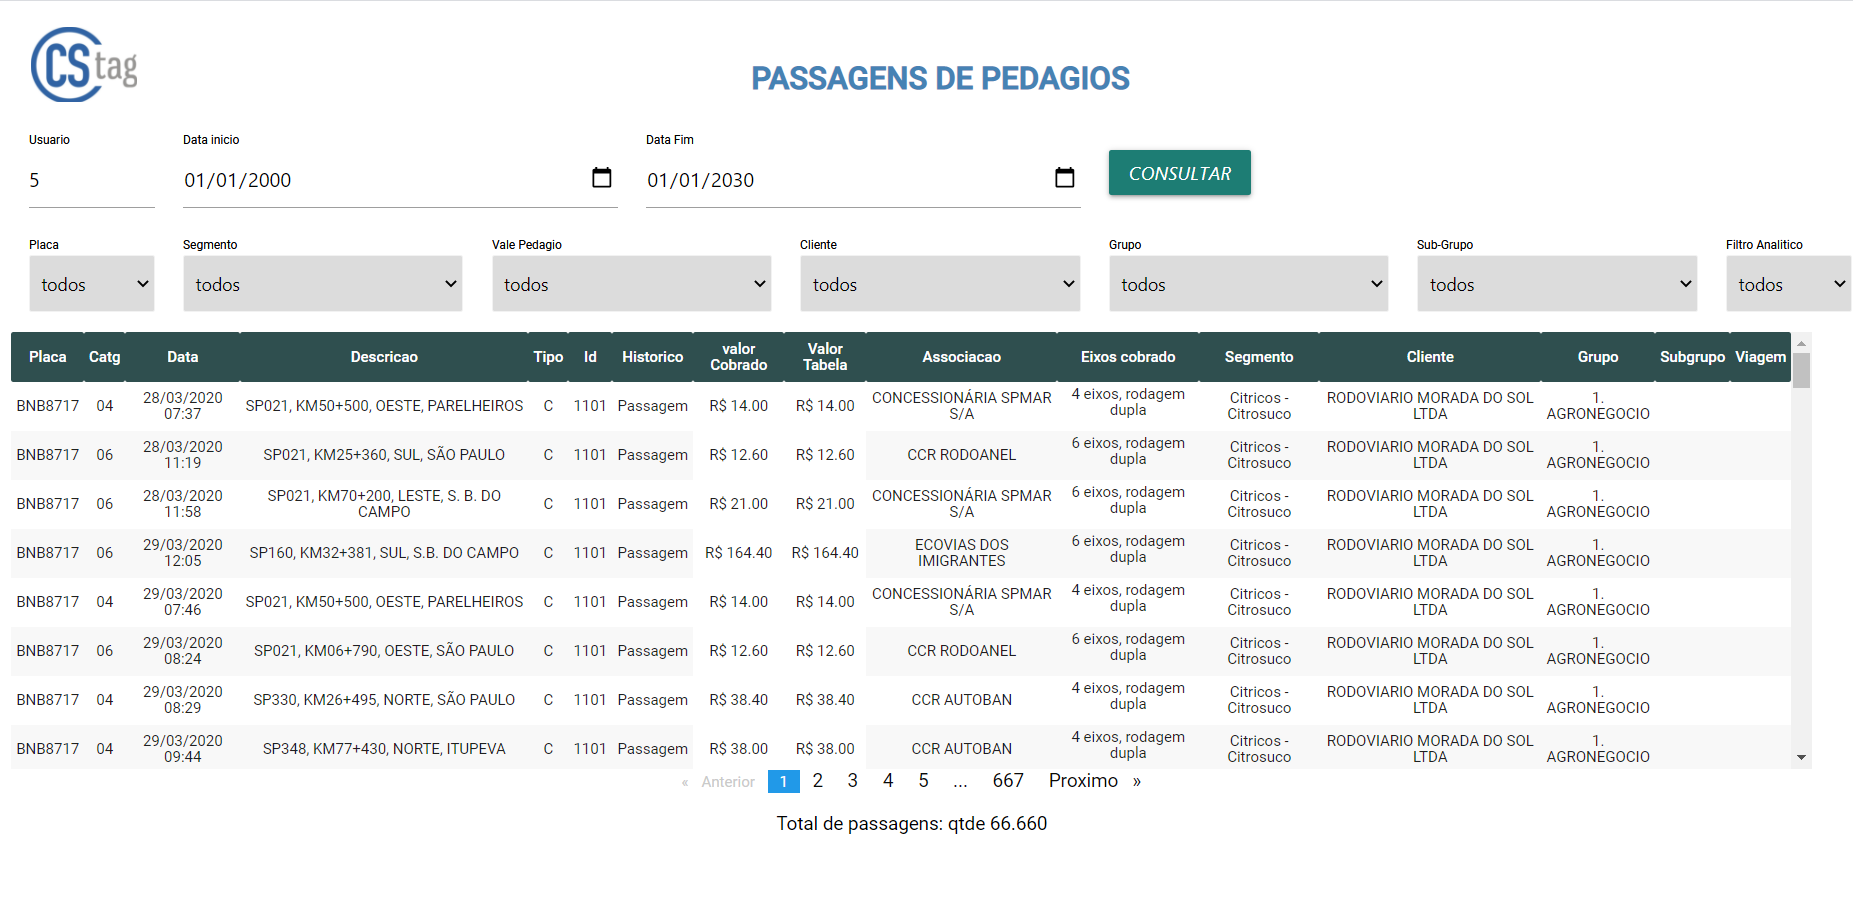 CS tag
PASSAGENS DE PEDAGIOS
Usuario Data inicio Data Fim
5 01/01/2000 01/01/2030 CONSULTAR
Placa Segmento Vale Pedagio Cliente Grupo Sub-Grupo Filtro Analitico
todos todos todos todos todos todos todos
Placa Catg Data Descricao Tipo Id Historico valor Cobrado Valor Tabela Associacao Eixos cobrado Segmento Cliente Grupo Subgrupo Viagem
BNB8717 04 28/03/2020 07:37 SP021, KM50+500, OESTE, PARELHEIROS C 1101 Passagem R$ 14.00 R$ 14.00 CONCESSIONÁRIA SPMAR S/A 4 eixos, rodagem dupla Citricos - Citrosuco RODOVIARIO MORADA DO SOL LTDA 1. AGRONEGOCIO
BNB8717 06 28/03/2020 11:19 SP021, KM25+360, SUL, SÃO PAULO C 1101 Passagem R$ 12.60 R$ 12.60 CCR RODOANEL 6 eixos, rodagem dupla Citricos - Citrosuco RODOVIARIO MORADA DO SOL LTDA 1. AGRONEGOCIO
BNB8717 06 28/03/2020 11:58 SP021, KM70+200, LESTE, S. B. DO CAMPO C 1101 Passagem R$ 21.00 R$ 21.00 CONCESSIONÁRIA SPMAR S/A 6 eixos, rodagem dupla Citricos - Citrosuco RODOVIARIO MORADA DO SOL LTDA 1. AGRONEGOCIO
BNB8717 06 29/03/2020 12:05 SP160, KM32+381, SUL, S.B. DO CAMPO C 1101 Passagem R$ 164.40 R$ 164.40 ECOVIAS DOS IMIGRANTES 6 eixos, rodagem dupla Citricos - Citrosuco RODOVIARIO MORADA DO SOL LTDA 1. AGRONEGOCIO
BNB8717 04 29/03/2020 07:46 SP021, KM50+500, OESTE, PARELHEIROS C 1101 Passagem R$ 14.00 R$ 14.00 CONCESSIONÁRIA SPMAR S/A 4 eixos, rodagem dupla Citricos - Citrosuco RODOVIARIO MORADA DO SOL LTDA 1. AGRONEGOCIO
BNB8717 06 29/03/2020 08:24 SP021, KM06+790, OESTE, SÃO PAULO C 1101 Passagem R$ 12.60 R$ 12.60 CCR RODOANEL 6 eixos, rodagem dupla Citricos - Citrosuco RODOVIARIO MORADA DO SOL LTDA 1. AGRONEGOCIO
BNB8717 04 29/03/2020 08:29 SP330, KM26+495, NORTE, SÃO PAULO C 1101 Passagem R$ 38.40 R$ 38.40 CCR AUTOBAN 4 eixos, rodagem dupla Citricos - Citrosuco RODOVIARIO MORADA DO SOL LTDA 1. AGRONEGOCIO
BNB8717 04 29/03/2020 09:44 SP348, KM77+430, NORTE, ITUPEVA C 1101 Passagem R$ 38.00 R$ 38.00 CCR AUTOBAN 4 eixos, rodagem dupla Citricos - Citrosuco RODOVIARIO MORADA DO SOL LTDA 1. AGRONEGOCIO
« Anterior 1 2 3 4 5 ... 667 Proximo »
Total de passagens: qtde 66.660